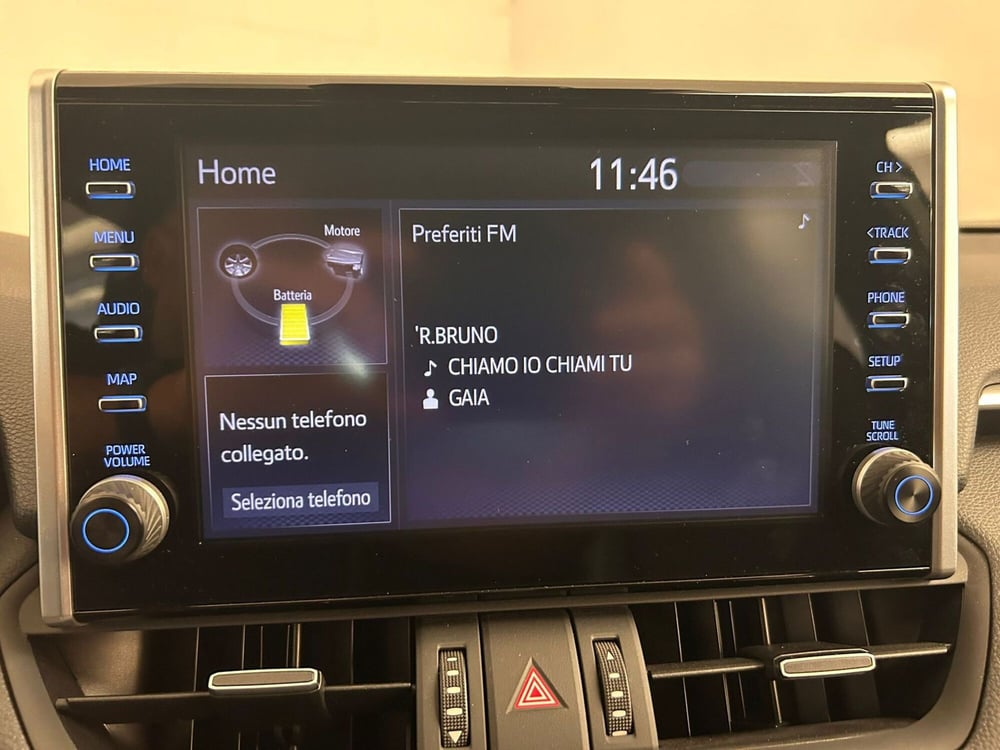 HOME
MENU
AUDIO
MAP
POWER
VOLUME
Home
11:46
Motore
Batteria
Nessun telefono
collegato.
Seleziona telefono
Preferiti FM
'R.BRUNO
CHIAMO IO CHIAMI TU
GAIA
CH >
< TRACK
PHONE
SETUP
TUNE
SCROLL